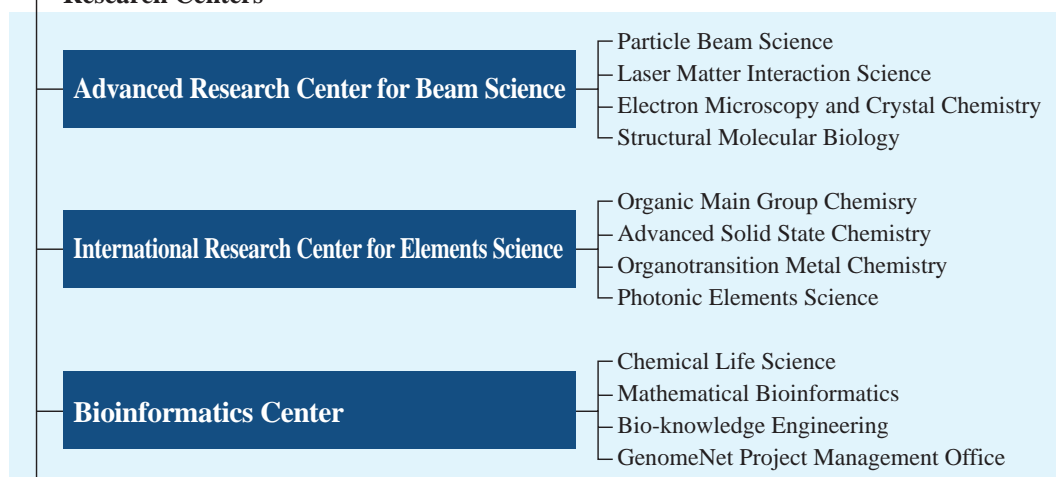 Research Centers
Advanced Research Center for Beam Science
Particle Beam Science
Laser Matter Interaction Science
Electron Microscopy and Crystal Chemistry
Structural Molecular Biology
International Research Center for Elements Science
Organic Main Group Chemisry
Advanced Solid State Chemistry
Organotransition Metal Chemistry
Photonic Elements Science
Bioinformatics Center
Chemical Life Science
Mathematical Bioinformatics
Bio-knowledge Engineering
GenomeNet Project Management Office